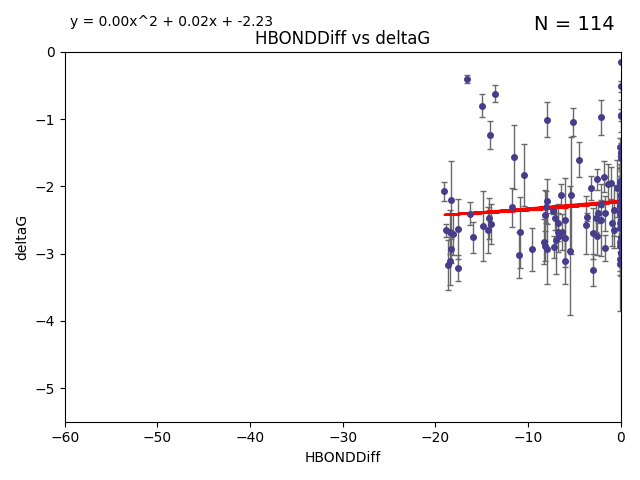 y = 0.00x^2 + 0.02x + -2.23
N = 114
HBONDDiff vs deltaG
0
−1
−2
−3
−4
−5
deltaG
−60
−50
−40
−30
−20
−10
0
HBONDDiff